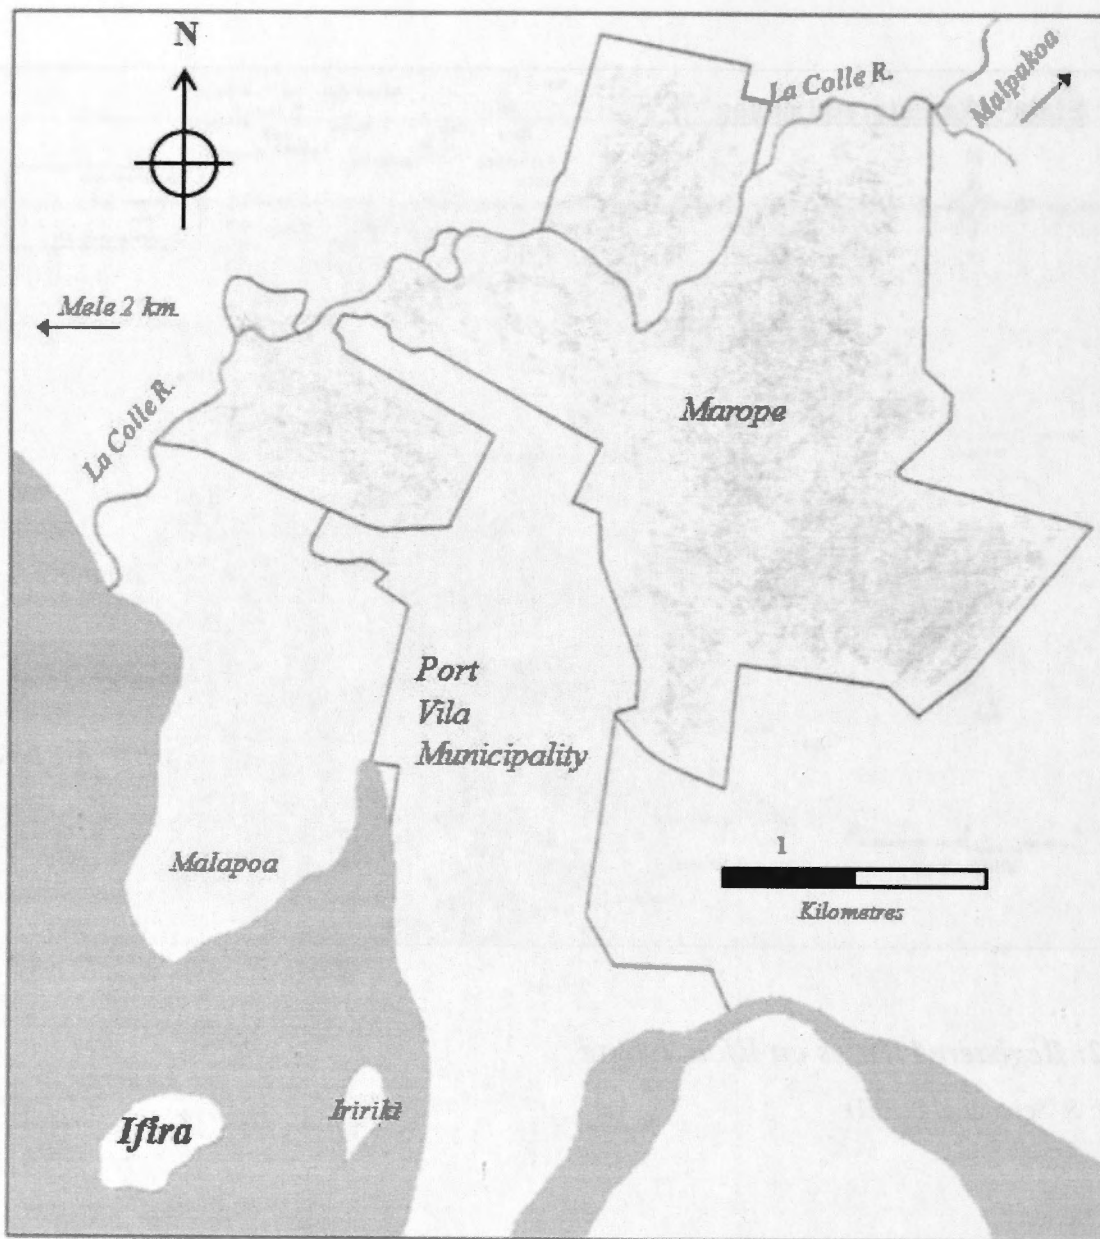 N
La Colle R.
Malpakoa
Mele 2 km.
La Colle R.
Marope
Port
Vila
Municipality
Malapoa
1
Kilometres
Ifira
Iririki